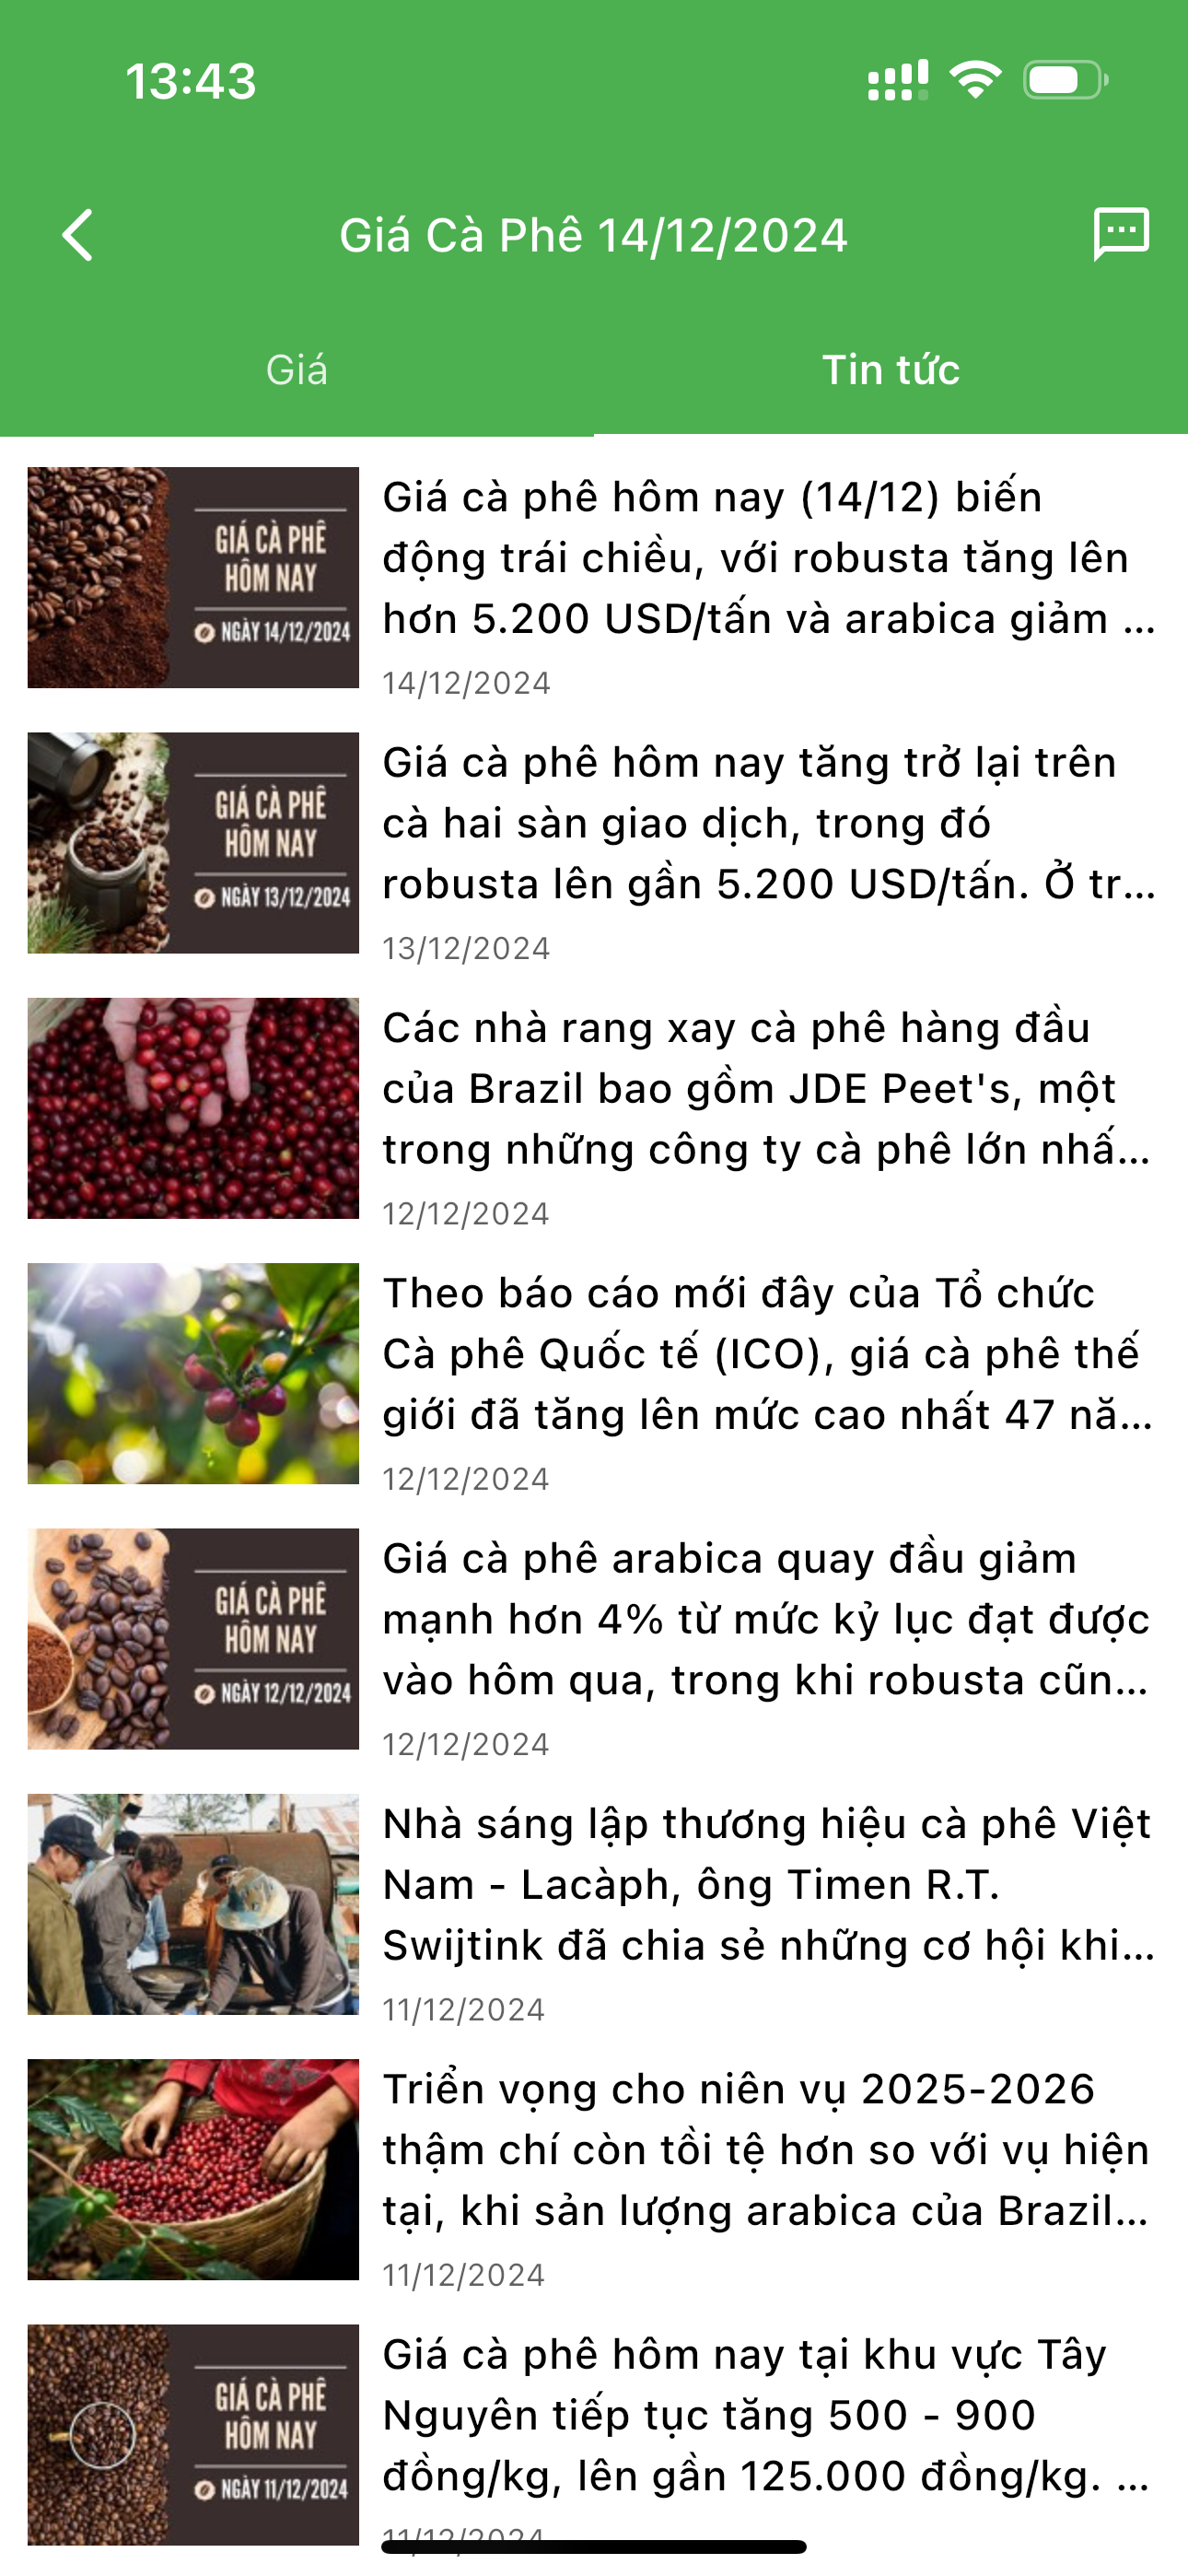 13:43
Giá Cà Phê 14/12/2024
Giá
Tin tức
GIÁ CÀ PHÊ
HÔM NAY
NGÀY 14/12/2024
Giá cà phê hôm nay (14/12) biến
động trái chiều, với robusta tăng lên
hơn 5.200 USD/tấn và arabica giảm ...
14/12/2024
GIÁ CÀ PHÊ
HÔM NAY
NGÀY 13/12/2024
Giá cà phê hôm nay tăng trở lại trên
cà hai sàn giao dịch, trong đó
robusta lên gần 5.200 USD/tấn. Ở tr...
13/12/2024
Các nhà rang xay cà phê hàng đầu
của Brazil bao gồm JDE Peet's, một
trong những công ty cà phê lớn nhấ...
12/12/2024
Theo báo cáo mới đây của Tổ chức
Cà phê Quốc tế (ICO), giá cà phê thế
giới đã tăng lên mức cao nhất 47 nă...
12/12/2024
GIÁ CÀ PHÊ
HÔM NAY
NGÀY 12/12/2024
Giá cà phê arabica quay đầu giảm
mạnh hơn 4% từ mức kỷ lục đạt được
vào hôm qua, trong khi robusta cũn...
12/12/2024
Nhà sáng lập thương hiệu cà phê Việt
Nam - Lacàph, ông Timen R.T.
Swijtink đã chia sẻ những cơ hội khi...
11/12/2024
Triển vọng cho niên vụ 2025-2026
thậm chí còn tồi tệ hơn so với vụ hiện
tại, khi sản lượng arabica của Brazil...
11/12/2024
GIÁ CÀ PHÊ
HÔM NAY
NGÀY 11/12/2024
Giá cà phê hôm nay tại khu vực Tây
Nguyên tiếp tục tăng 500 - 900
đồng/kg, lên gần 125.000 đồng/kg. ...
11/12/2024